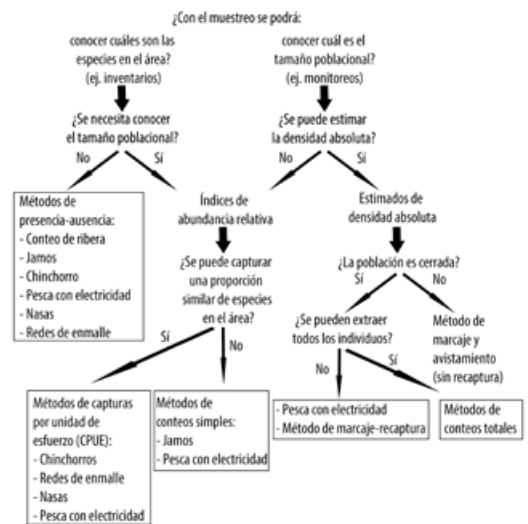 ¿Con el muestreo se podrá:
conocer cuáles son las
especies en el área?
(ej. inventarios)
conocer cuál es el
tamaño poblacional?
(ej. monitoreos)
¿Se necesita conocer
el tamaño poblacional?
¿Se puede estimar
la densidad absoluta?
No
Sí
No
Sí
Métodos de
presencia-ausencia:
- Conteo de ribera
- Jamos
- Chinchorro
- Pesca con electricidad
- Nasas
- Redes de enmalle
Índices de
abundancia relativa
Estimados de
densidad absoluta
¿Se puede capturar
una proporción
similar de especies
en el área?
¿La población es cerrada?
Sí
No
¿Se pueden extraer
todos los individuos?
Método de
marcaje y
avistamiento
(sin recaptura)
Sí
No
No
Sí
Métodos de capturas
por unidad de
esfuerzo (CPUE):
- Chinchorros
- Redes de enmalle
- Nasas
- Pesca con electricidad
Métodos de
conteos simples:
- Jamos
- Pesca con electricidad
- Pesca con electricidad
- Método de marcaje-recaptura
Métodos de
conteos totales